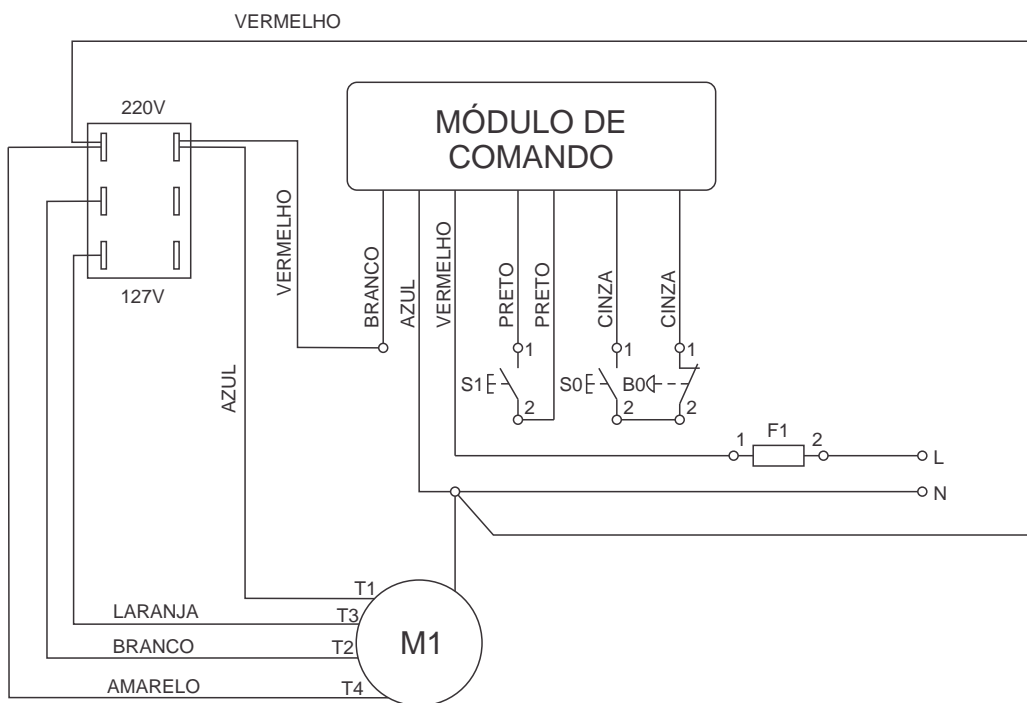 VERMELHO
220V
127V
MÓDULO DE
COMANDO
VERMELHO
BRANCO
AZUL
VERMELHO
PRETO
PRETO
CINZA
CINZA
AZUL
1
1
1
S1
S0
B0
2
2
2
1
F1
2
L
N
T1
LARANJA
T3
BRANCO
T2
AMARELO
T4
M1